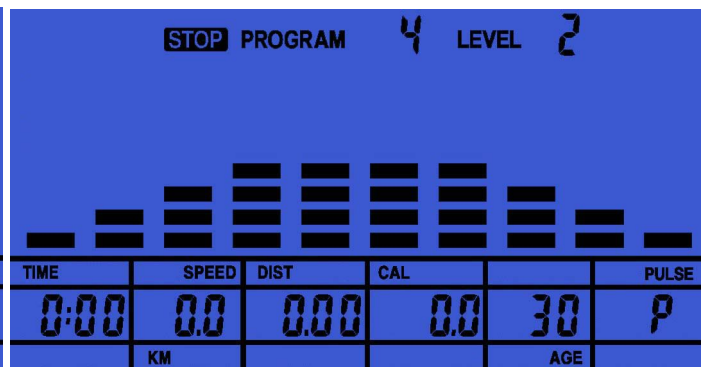 STOP PROGRAM 4 LEVEL 2
TIME SPEED DIST CAL PULSE
0:00 0.0 0.00 0.0 30 P
KM AGE